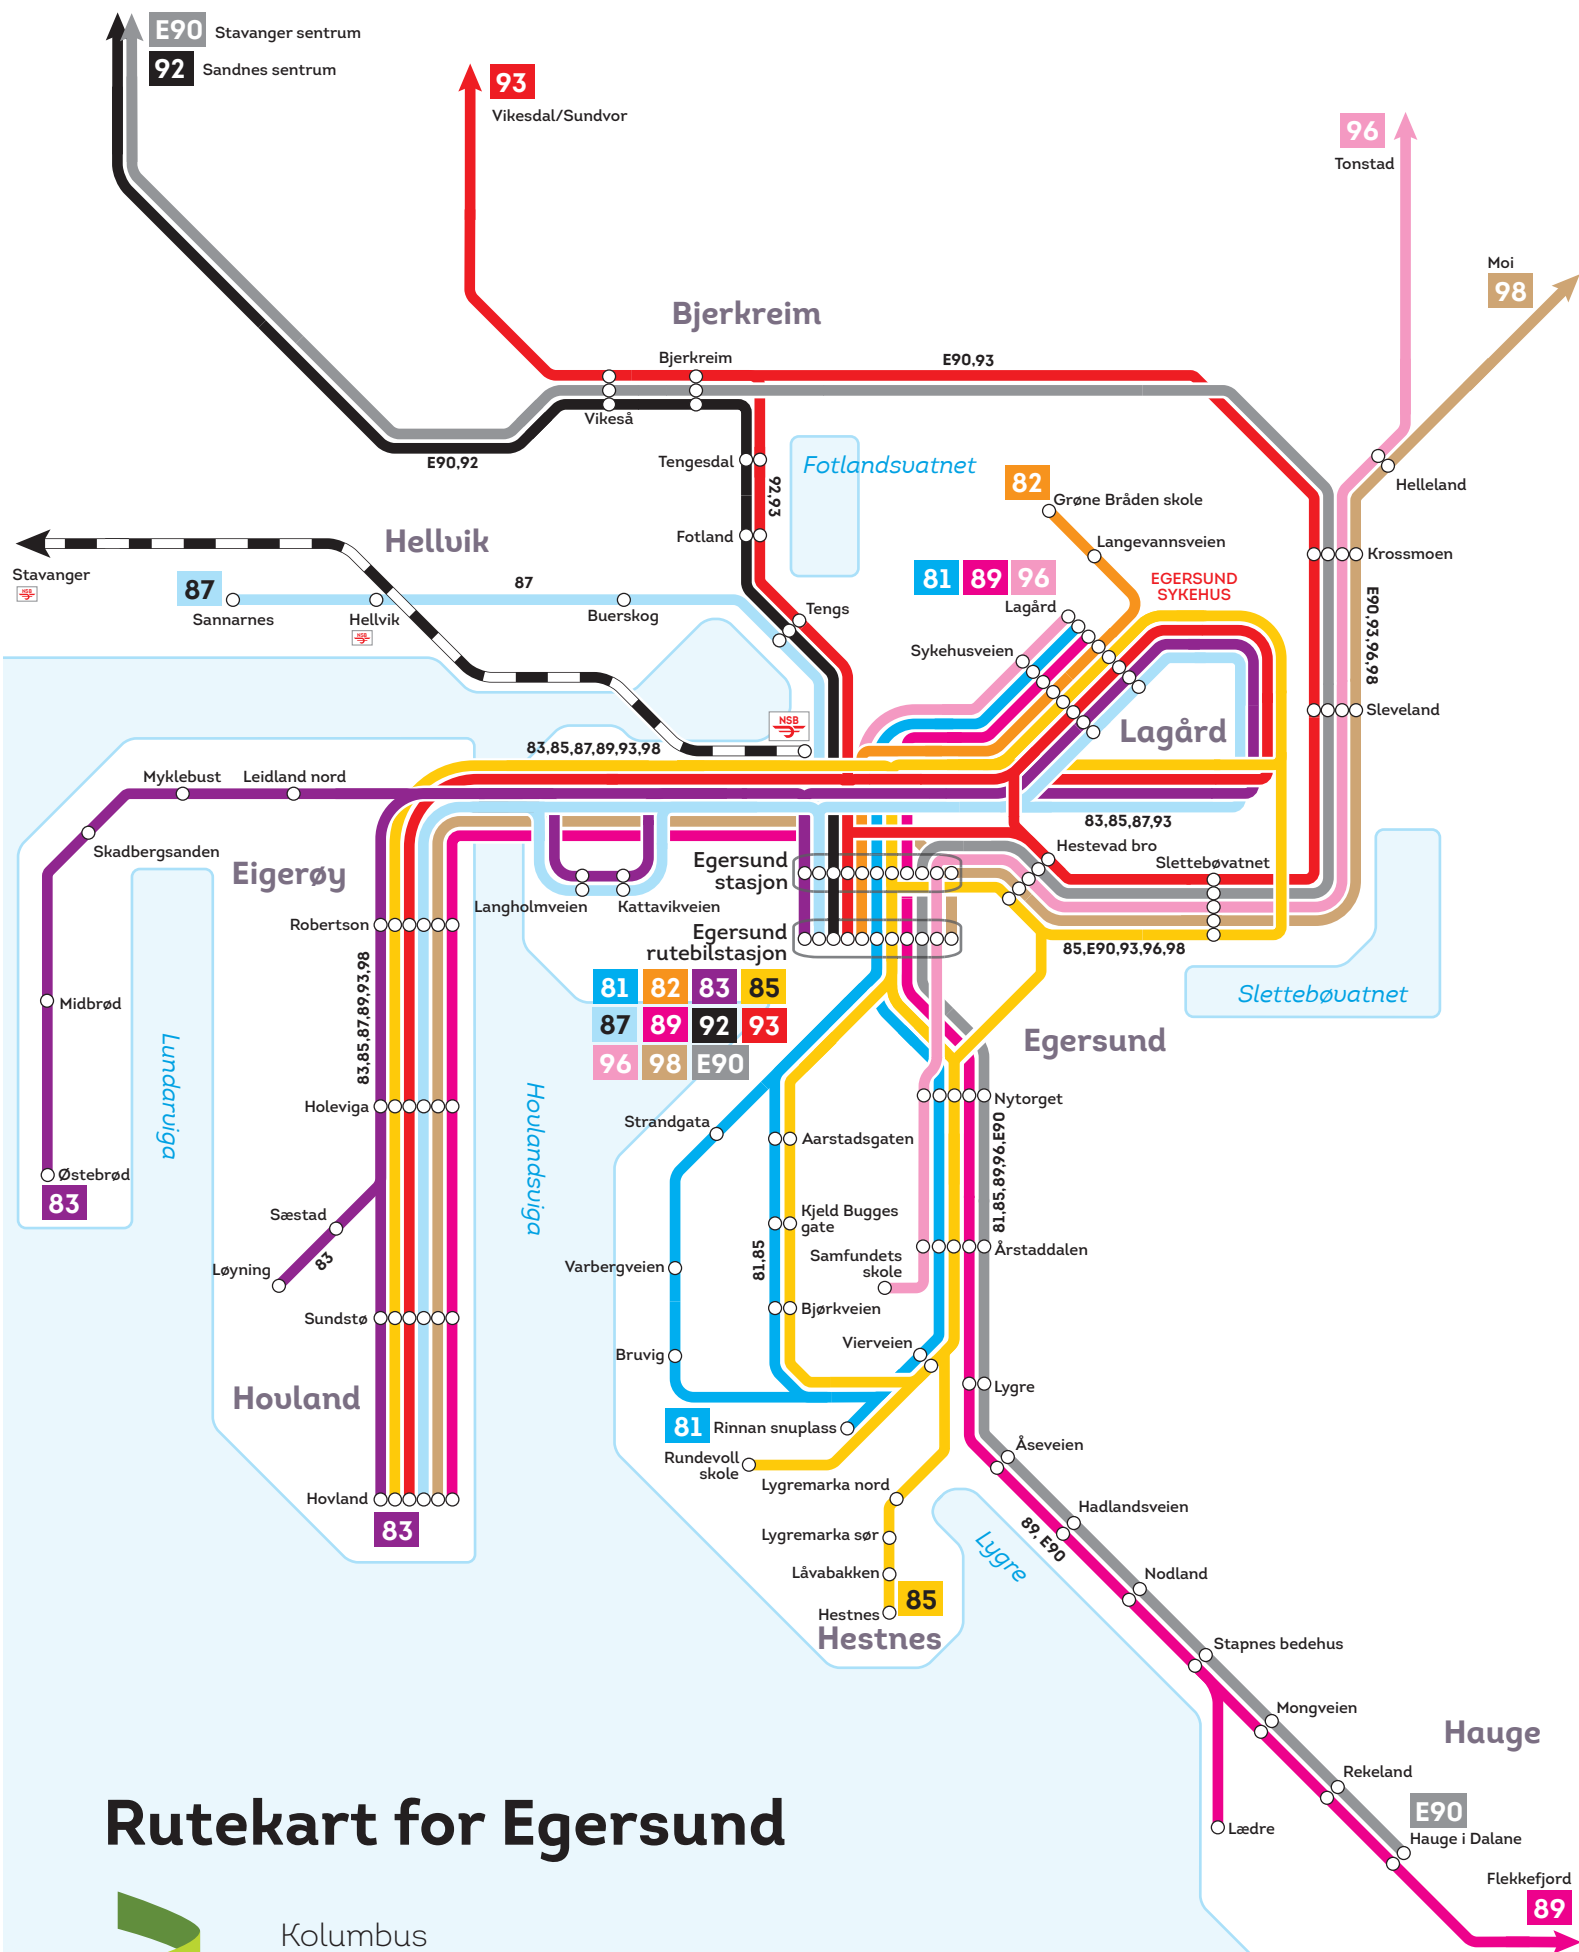 E90 Stavanger sentrum
92 Sandnes sentrum
93
Vikesdal/Sundvor
96
Tonstad
Moi
98
Bjerkreim
Bjerkreim
E90,93
Vikeså
E90,92
Tengesdal
92,93
Fotlandsvatnet
Fotland
82
Grøne Bråden skole
Langevannsveien
Helleland
Krossmoen
E90,93,96,98
Sleveland
Hellvik
Stavanger
NSB
87
Sannarnes
87
Hellvik
NSB
Buerskog
Tengs
81 89 96
Lagård
EGERSUND
SYKEHUS
Sykehusveien
Lagård
NSB
83,85,87,89,93,98
Myklebust
Leidland nord
Skadbergsanden
Eigerøy
83,85,87,93
Hestevad bro
Slettebøvatnet
Egersund
stasjon
Langholmveien
Kattavikveien
Robertson
Egersund
rutebilstasjon
85,E90,93,96,98
83,85,87,89,93,98
81 82 83 85
87 89 92 93
96 98 E90
Slettebøvatnet
Midbrød
Lundarviga
Hovlandsviga
Egersund
Holeviga
Strandgata
Aarstadsgaten
Nytorget
81,85,89,96,E90
Østebrød
83
Sæstad
83
Løyning
Kjeld Bugges
gate
81,85
Samfundets
skole
Årstaddalen
Varbergveien
Sundstø
Bjørkveien
Vierveien
Bruvig
Hovland
Lygre
81 Rinnan snuplass
Rundevoll
skole
Åseveien
Lygremarka nord
Hovland
83
Hadlandsveien
89, E90
Lygre
Lygremarka sør
Låvabakken
Nodland
85
Hestnes
Hestnes
Stapnes bedehus
Mongveien
Hauge
Rekeland
E90
Hauge i Dalane
Lædre
Flekkefjord
89
Rutekart for Egersund
Kolumbus